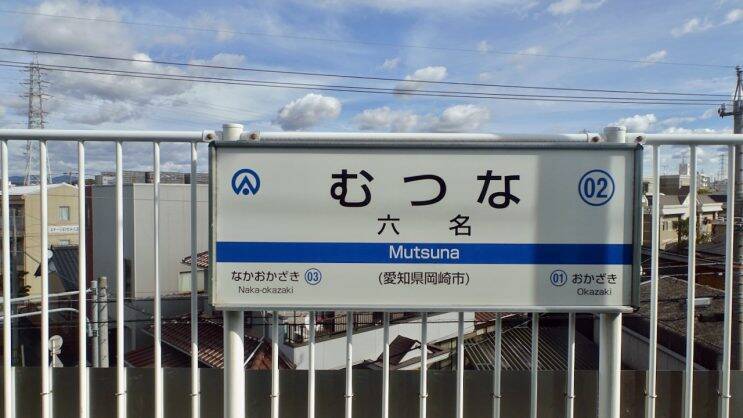 むつな
02
六名
Mutsuna
なかおかざき 03
Naka-okazaki
(愛知県岡崎市)
01 おかざき
Okazaki